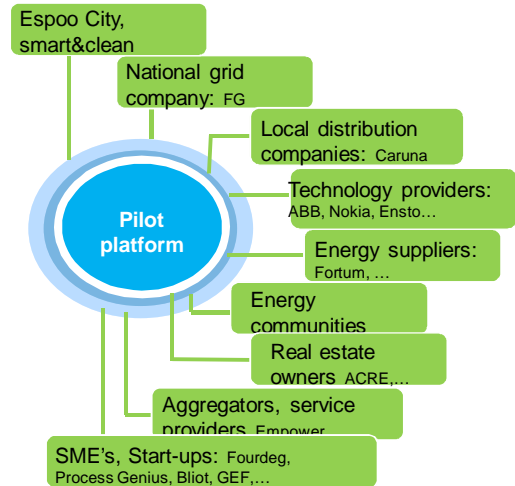 Espoo City,
smart&clean
National grid
company: FG
Local distribution
companies: Caruna
Technology providers:
ABB, Nokia, Ensto…
Pilot
platform
Energy suppliers:
Fortum, …
Energy
communities
Real estate
owners ACRE,…
Aggregators, service
providers Empower
SME's, Start-ups: Fourdeg,
Process Genius, Bliot, GEF,…